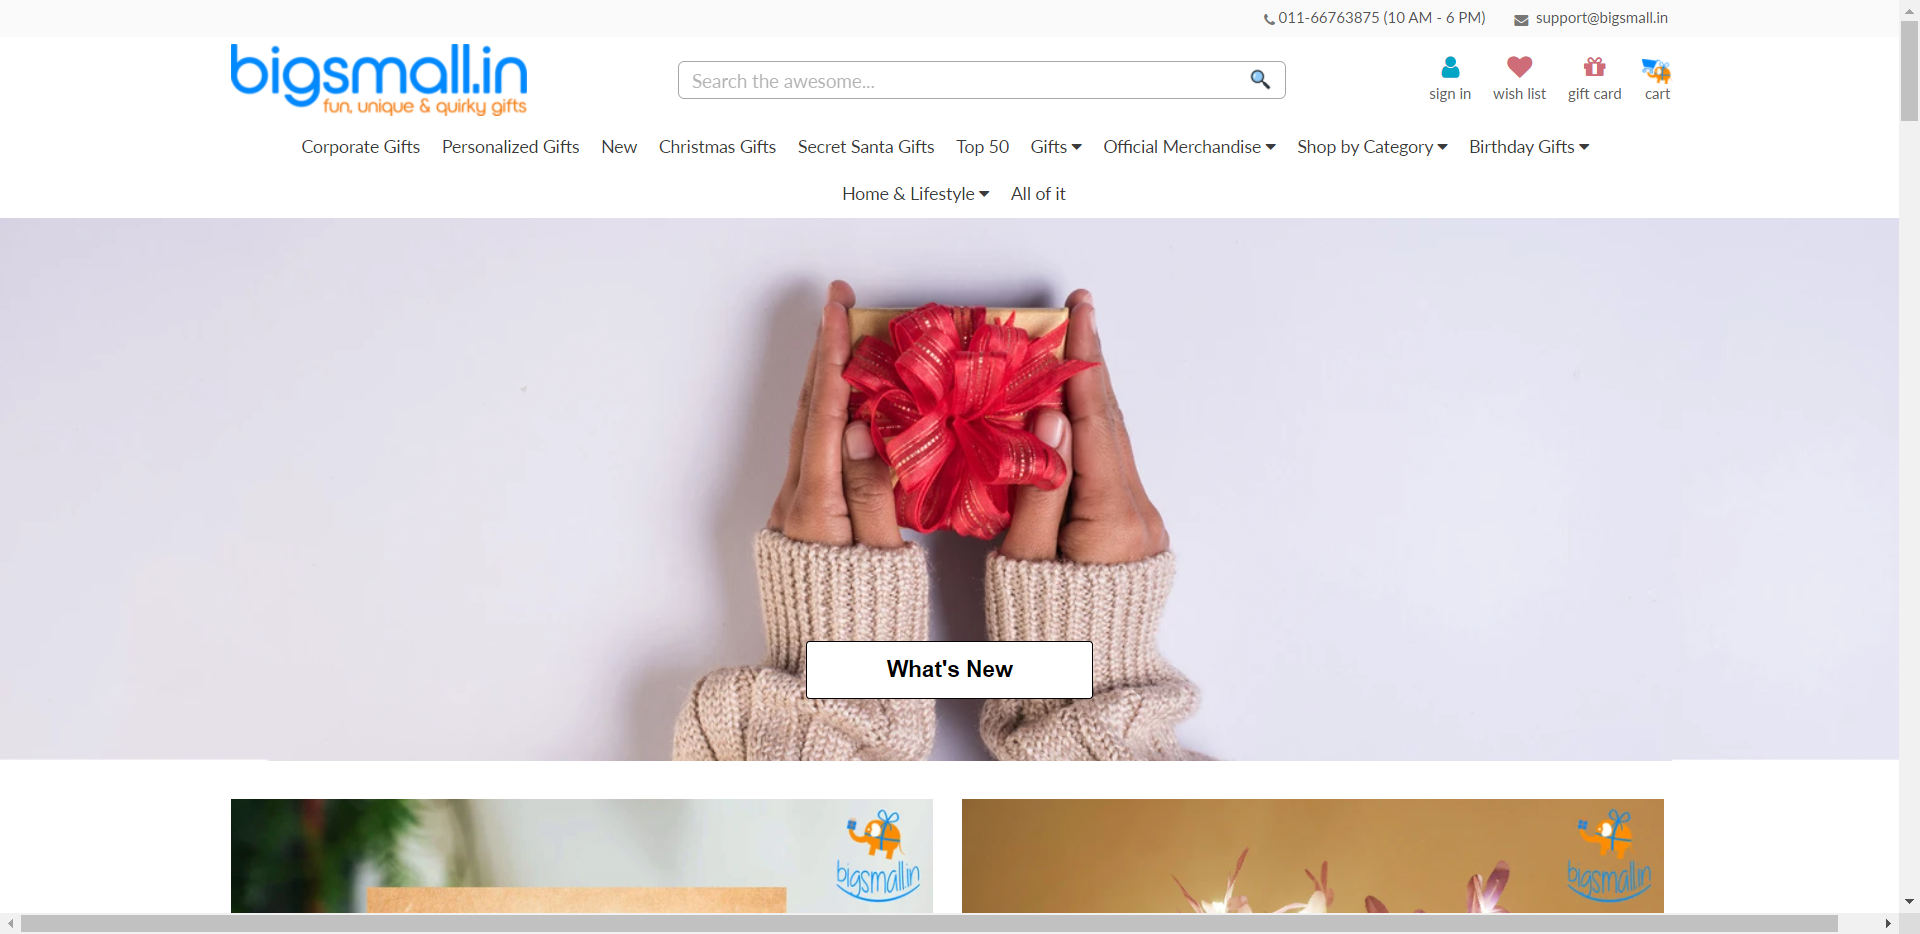 011-66763875 (10 AM - 6 PM) support@bigsmall.in
bigsmall.in
fun, unique & quirky gifts
Search the awesome...
sign in wish list gift card cart
Corporate Gifts Personalized Gifts New Christmas Gifts Secret Santa Gifts Top 50 Gifts Official Merchandise Shop by Category Birthday Gifts
Home & Lifestyle All of it
What's New
bigsmall.in
bigsmall.in